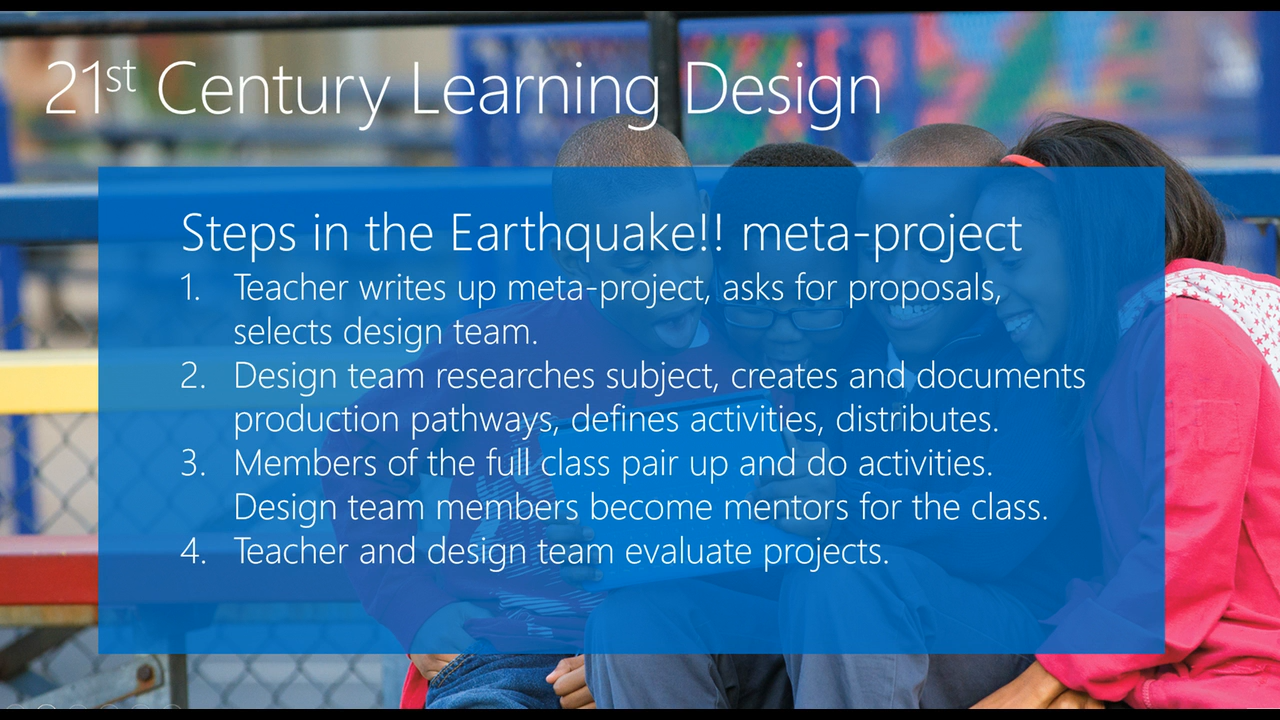 21st Century Learning Design
Steps in the Earthquake!! meta-project
1. Teacher writes up meta-project, asks for proposals,
selects design team.
2. Design team researches subject, creates and documents
production pathways, defines activities, distributes.
3. Members of the full class pair up and do activities.
Design team members become mentors for the class.
4. Teacher and design team evaluate projects.